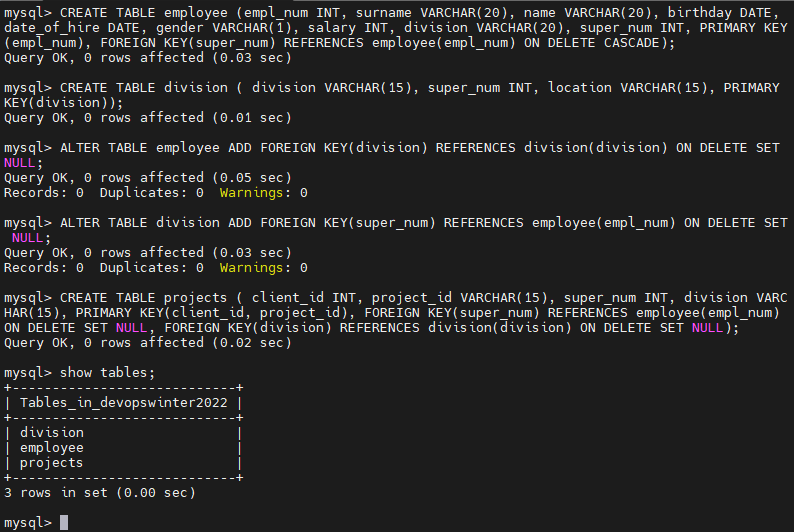 mysql> CREATE TABLE employee (empl_num INT, surname VARCHAR(20), name VARCHAR(20), birthday DATE,
date_of_hire DATE, gender VARCHAR(1), salary INT, division VARCHAR(20), super_num INT, PRIMARY KEY
(empl_num), FOREIGN KEY(super_num) REFERENCES employee(empl_num) ON DELETE CASCADE);
Query OK, 0 rows affected (0.03 sec)

mysql> CREATE TABLE division ( division VARCHAR(15), super_num INT, location VARCHAR(15), PRIMARY
KEY(division));
Query OK, 0 rows affected (0.01 sec)

mysql> ALTER TABLE employee ADD FOREIGN KEY(division) REFERENCES division(division) ON DELETE SET
NULL;
Query OK, 0 rows affected (0.05 sec)
Records: 0  Duplicates: 0  Warnings: 0

mysql> ALTER TABLE division ADD FOREIGN KEY(super_num) REFERENCES employee(empl_num) ON DELETE SET
 NULL;
Query OK, 0 rows affected (0.03 sec)
Records: 0  Duplicates: 0  Warnings: 0

mysql> CREATE TABLE projects ( client_id INT, project_id VARCHAR(15), super_num INT, division VARC
HAR(15), PRIMARY KEY(client_id, project_id), FOREIGN KEY(super_num) REFERENCES employee(empl_num)
ON DELETE SET NULL, FOREIGN KEY(division) REFERENCES division(division) ON DELETE SET NULL);
Query OK, 0 rows affected (0.02 sec)

mysql> show tables;
+---------------------------+
| Tables_in_devopswinter2022 |
+---------------------------+
| division                   |
| employee                   |
| projects                   |
+---------------------------+
3 rows in set (0.00 sec)

mysql>